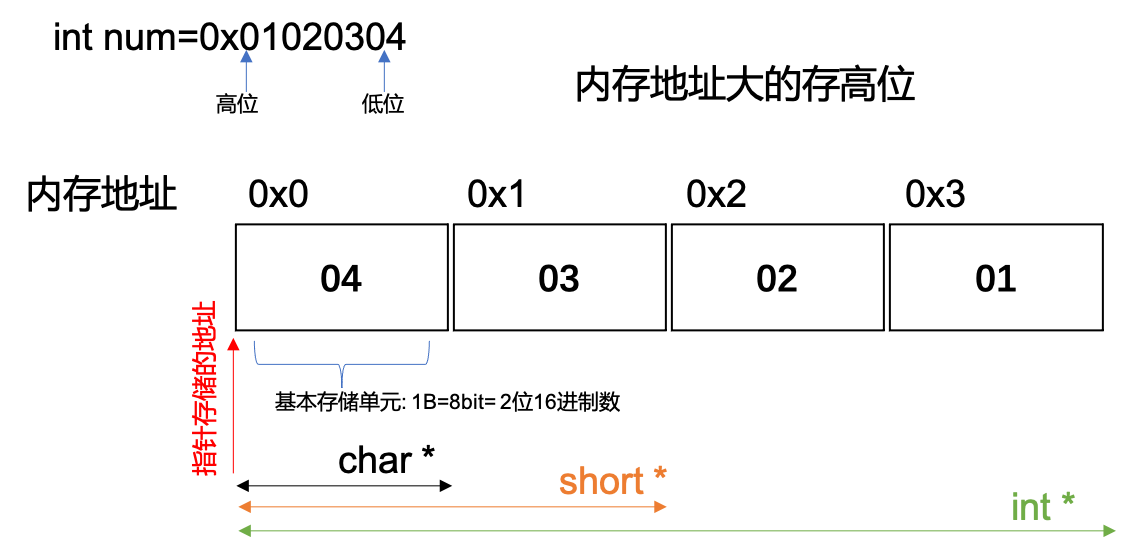 int num=0x01020304
高位
低位
内存地址大的存高位
内存地址
0x0
0x1
0x2
0x3
04
03
02
01
指针存储的地址
基本存储单元: 1B=8bit= 2位16进制数
char *
short *
int *